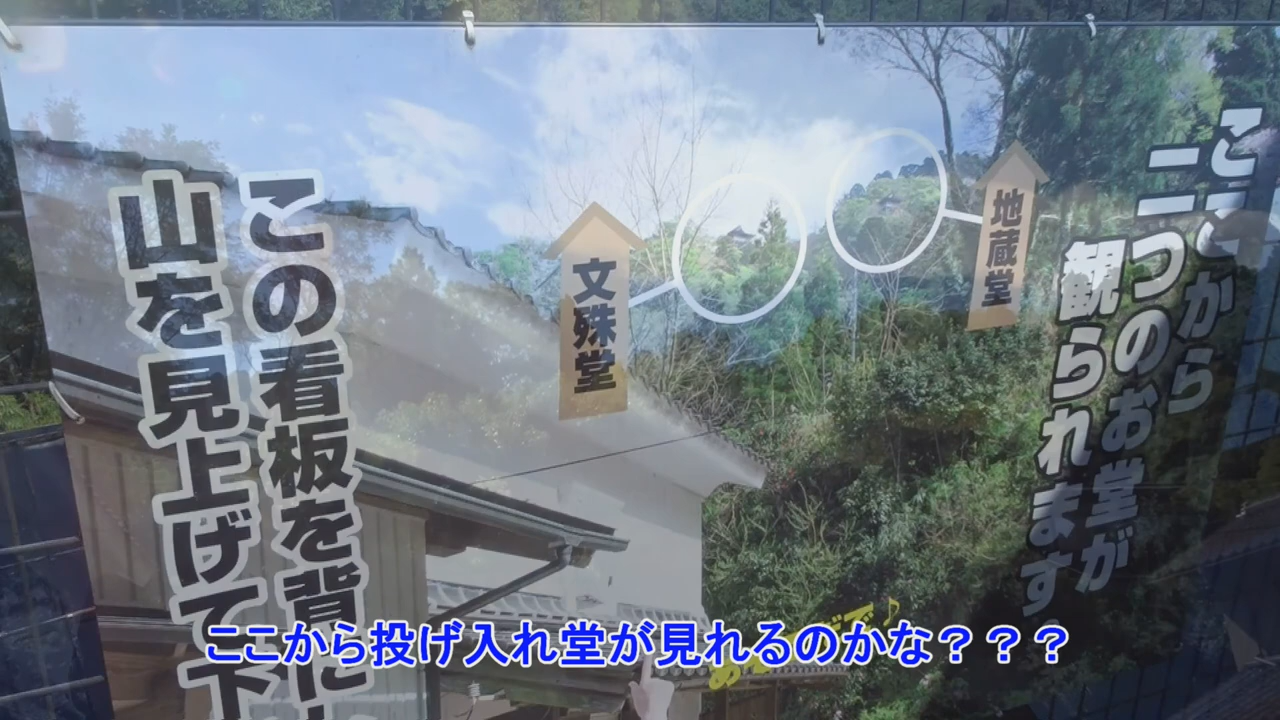 ここから
二つのお堂が
観られます。
地蔵堂
文殊堂
この看板を背に
山を見上げて下
ここから投げ入れ堂が見れるのかな？？？